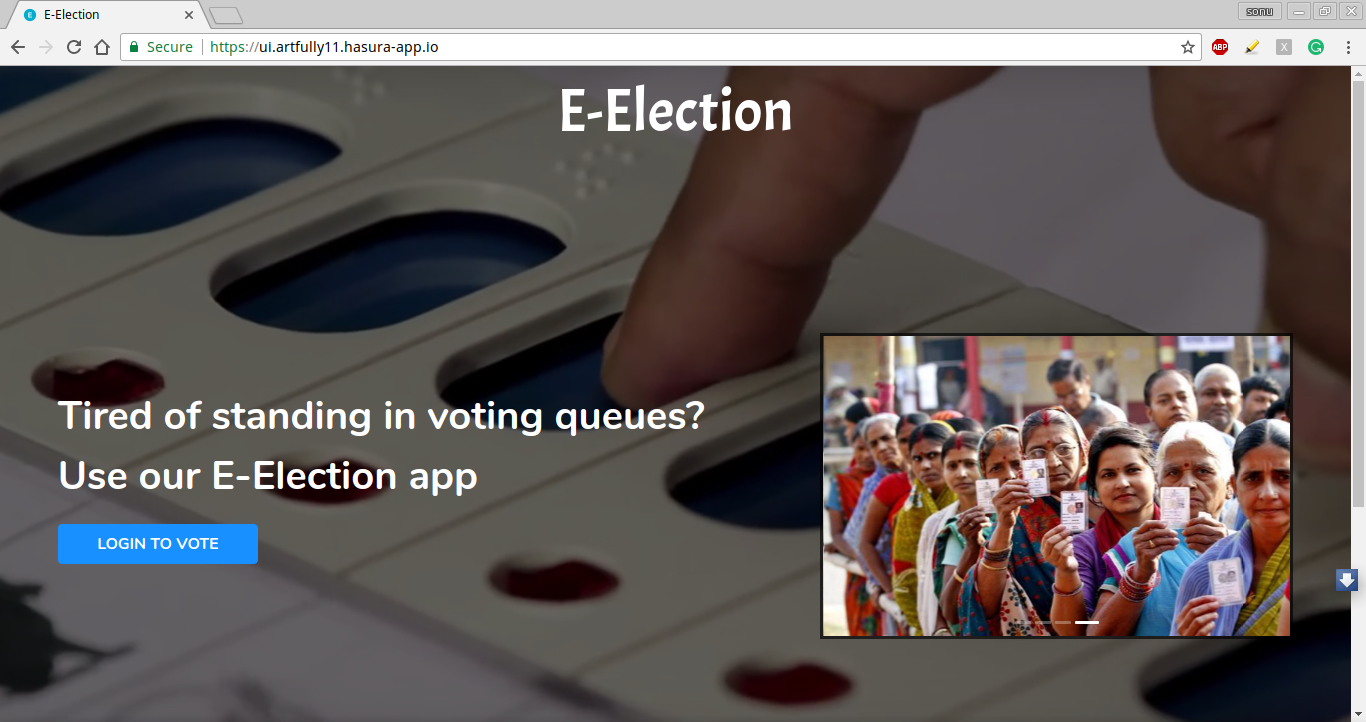 E-Election
sonu
Secure
https://ui.artfully11.hasura-app.io
ABP
E-Election
Tired of standing in voting queues?
Use our E-Election app
LOGIN TO VOTE